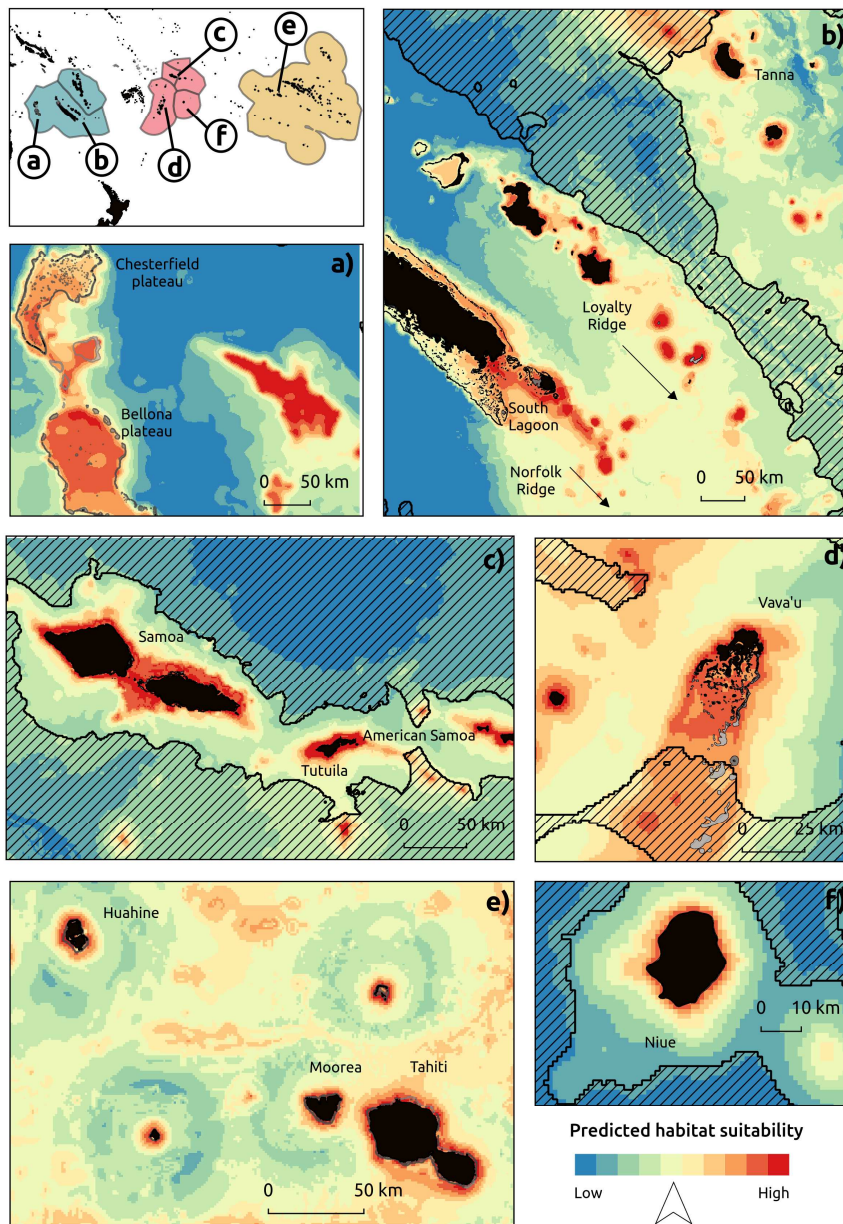 c
e
a
b
d
f
b)
Tanna
Loyalty
Ridge
South
Lagoon
Norfolk
Ridge
0 50 km
a)
Chesterfield
plateau
Bellona
plateau
0 50 km
c)
Samoa
American Samoa
Tutuila
0 50 km
d)
Vava'u
0 25 km
e)
Huahine
Moorea
Tahiti
0 50 km
f)
0 10 km
Niue
Predicted habitat suitability
Low High